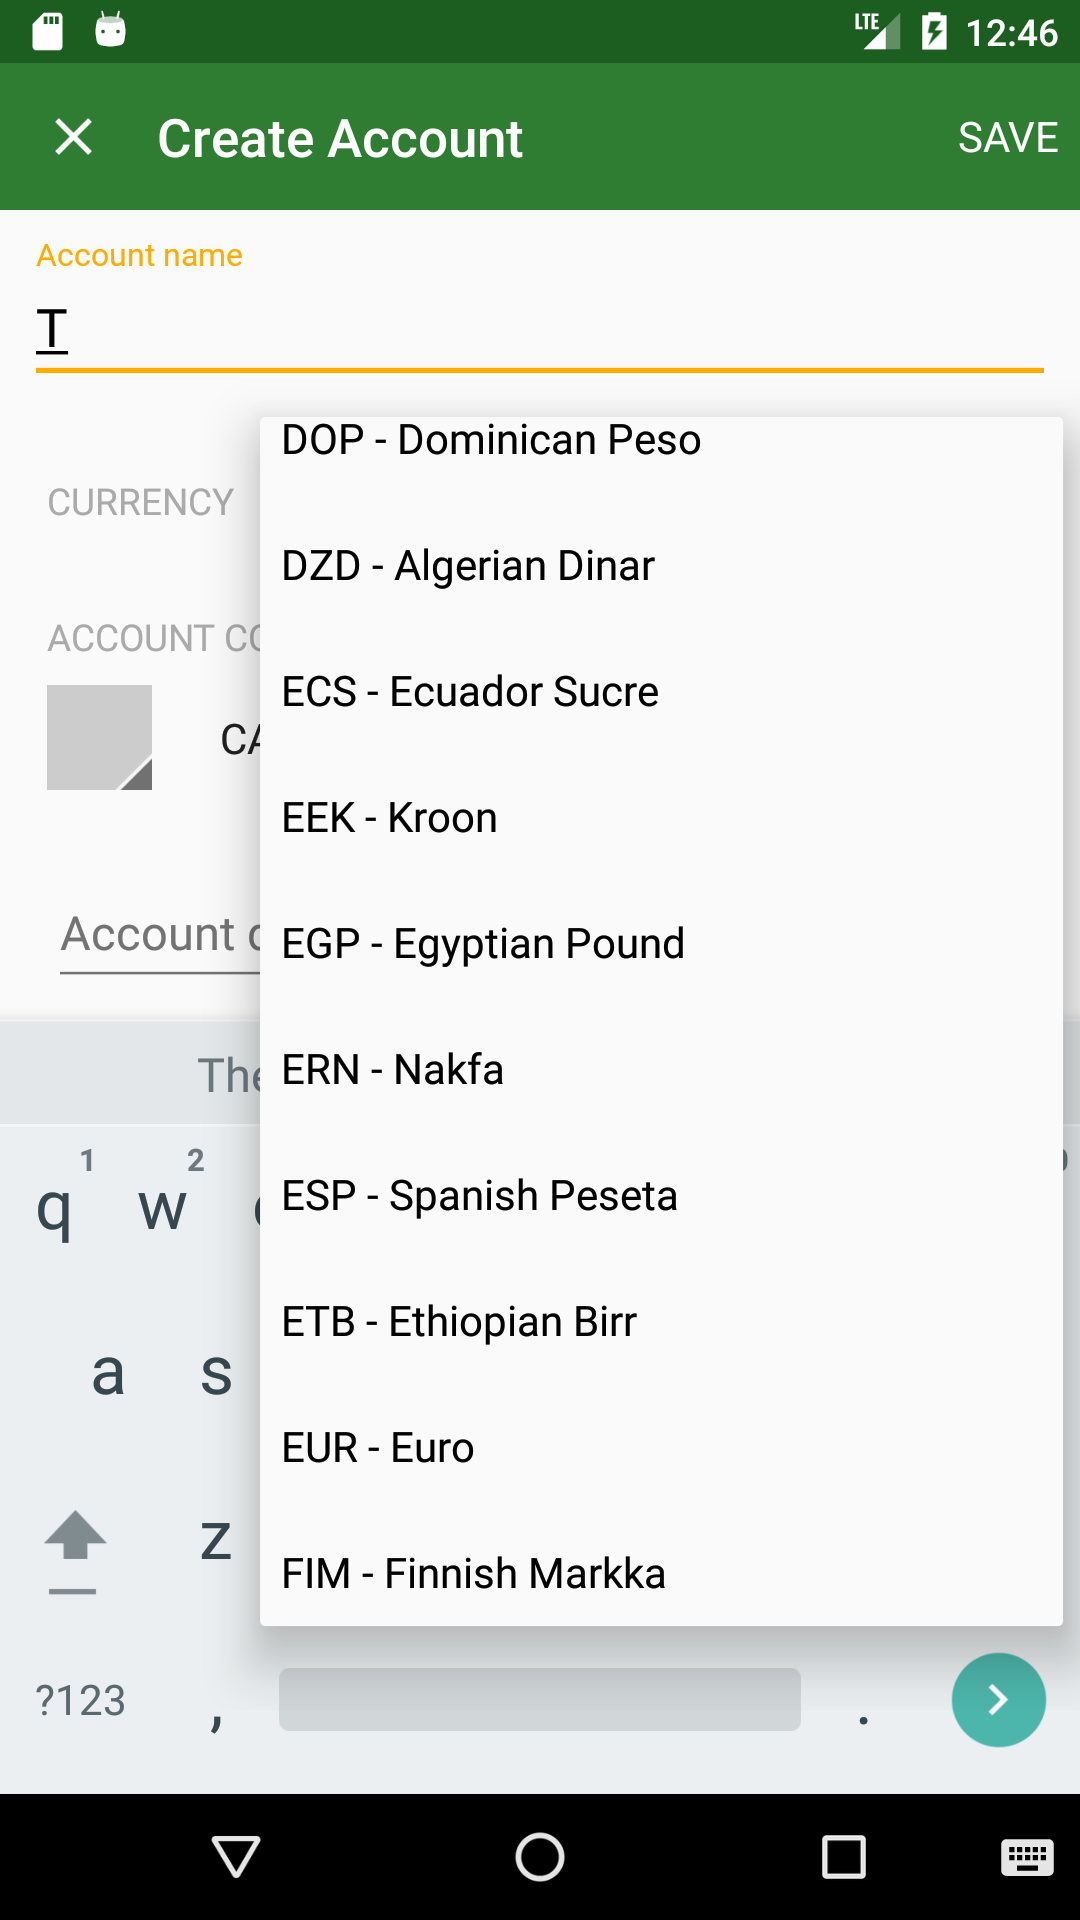 LTE 12:46
Create Account SAVE
Account name
T
DOP - Dominican Peso
CURRENCY
DZD - Algerian Dinar
ACCOUNT
ECS - Ecuador Sucre
EEK - Kroon
Account
EGP - Egyptian Pound
ERN - Nakfa
1 2
q w
ESP - Spanish Peseta
ETB - Ethiopian Birr
a s
EUR - Euro
z
FIM - Finnish Markka
?123 , .